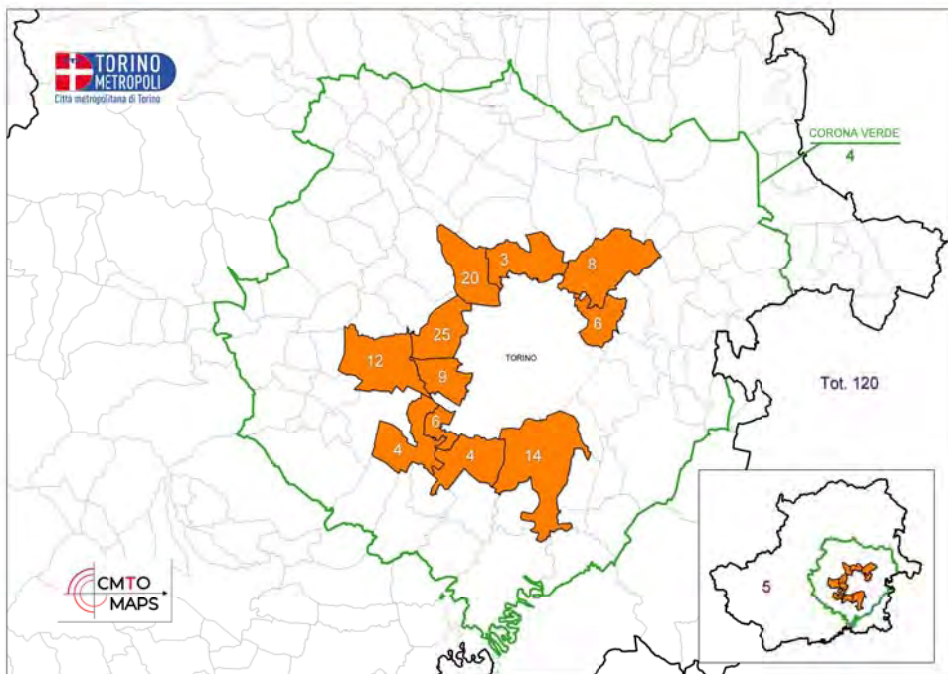 TORINO
METROPOLI
Città metropolitana di Torino
CORONA VERDE
4
3
8
20
6
25
12
TORINO
9
Tot. 120
6
4
4
14
CMTO
MAPS
5